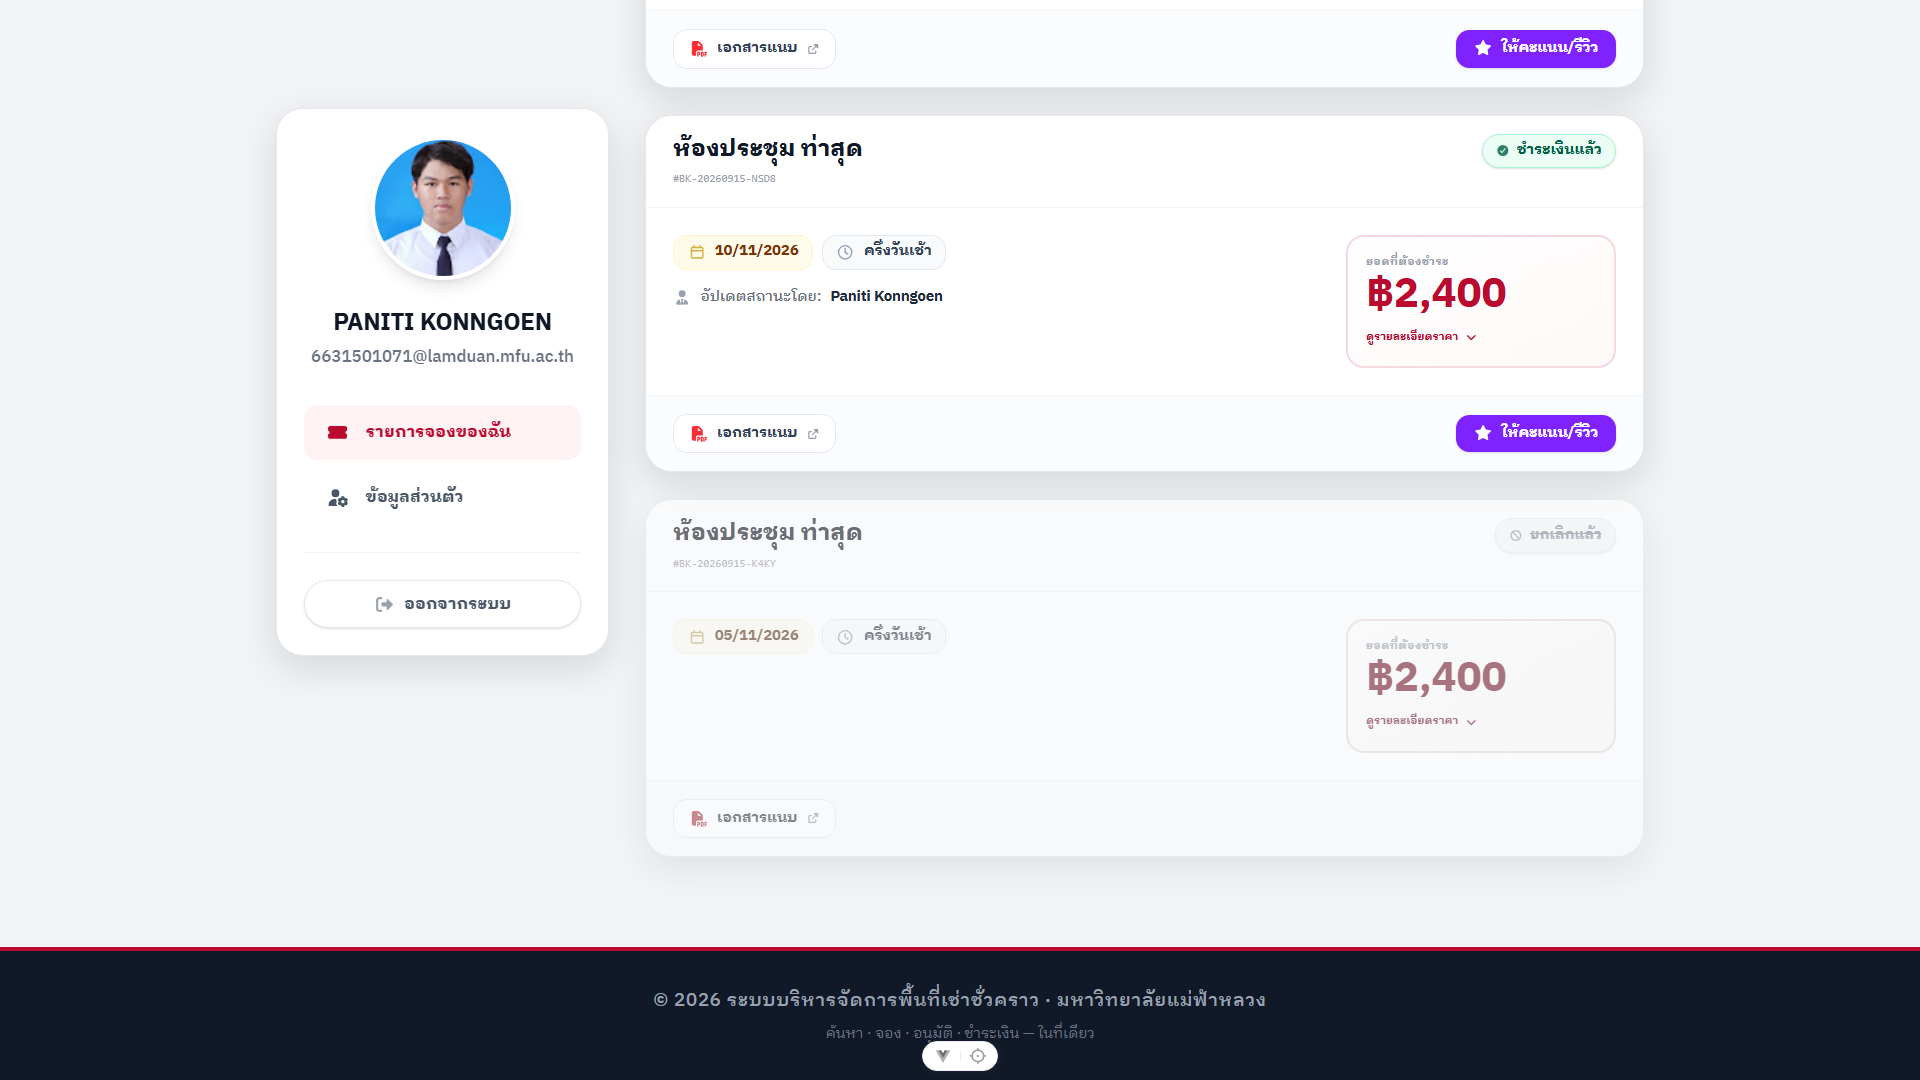 เอกสารแนบ
ให้คะแนน/รีวิว
PANITI KONNGOEN
6631501071@lamduan.mfu.ac.th
รายการจองของฉัน
ข้อมูลส่วนตัว
ออกจากระบบ
ห้องประชุม ท่าสุด
#BK-20260915-NSD8
ชำระเงินแล้ว
10/11/2026
ครึ่งวันเช้า
อัปเดตสถานะโดย: Paniti Konngoen
ยอดที่ต้องชำระ
฿2,400
ดูรายละเอียดราคา
เอกสารแนบ
ให้คะแนน/รีวิว
ห้องประชุม ท่าสุด
#BK-20260915-K4KY
ยกเลิกแล้ว
05/11/2026
ครึ่งวันเช้า
ยอดที่ต้องชำระ
฿2,400
ดูรายละเอียดราคา
เอกสารแนบ
© 2026 ระบบบริหารจัดการพื้นที่เช่าชั่วคราว · มหาวิทยาลัยแม่ฟ้าหลวง
ค้นหา · จอง · อนุมัติ · ชำระเงิน — ในที่เดียว